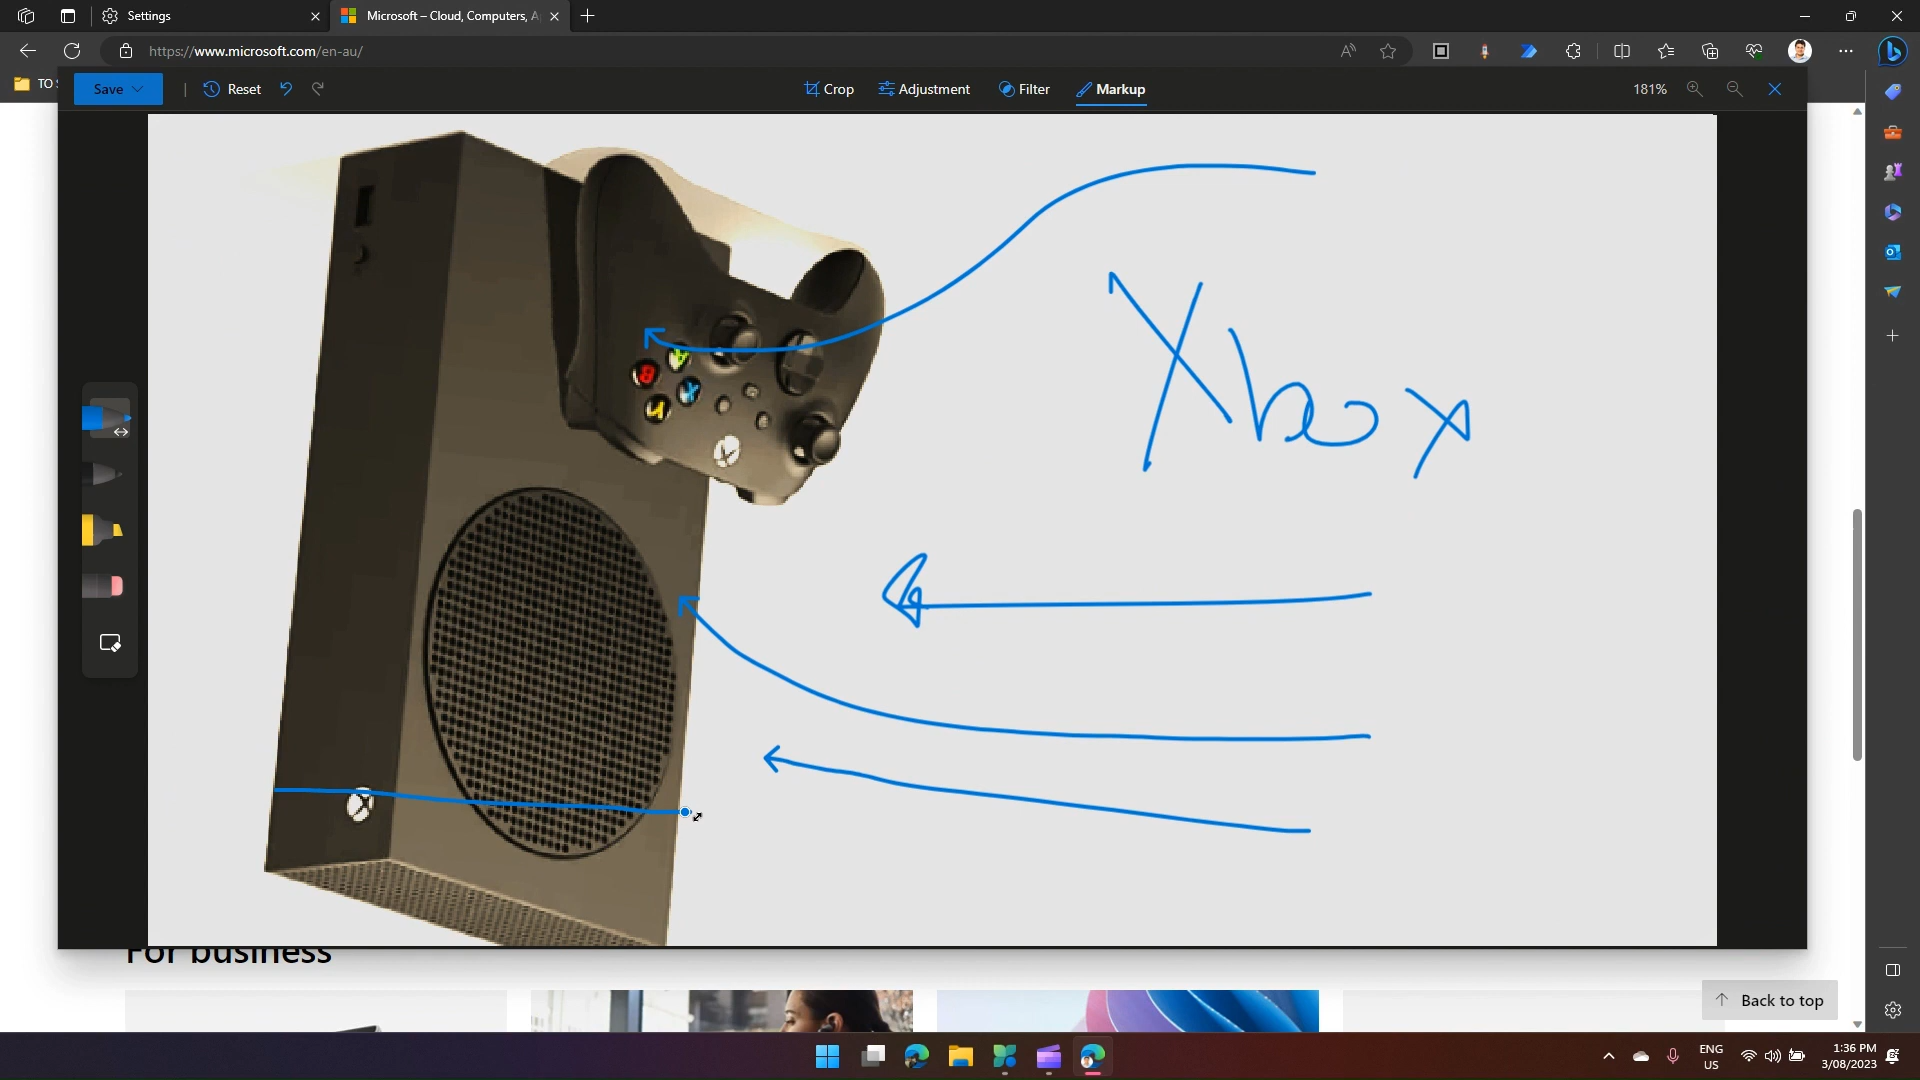 Settings
Microsoft – Cloud, Computers, A
https://www.microsoft.com/en-au/
TO
Save
Reset
Crop
Adjustment
Filter
Markup
181%
Xbox
A
B
X
Y
For business
Back to top
ENG
US
1:36 PM
3/08/2023